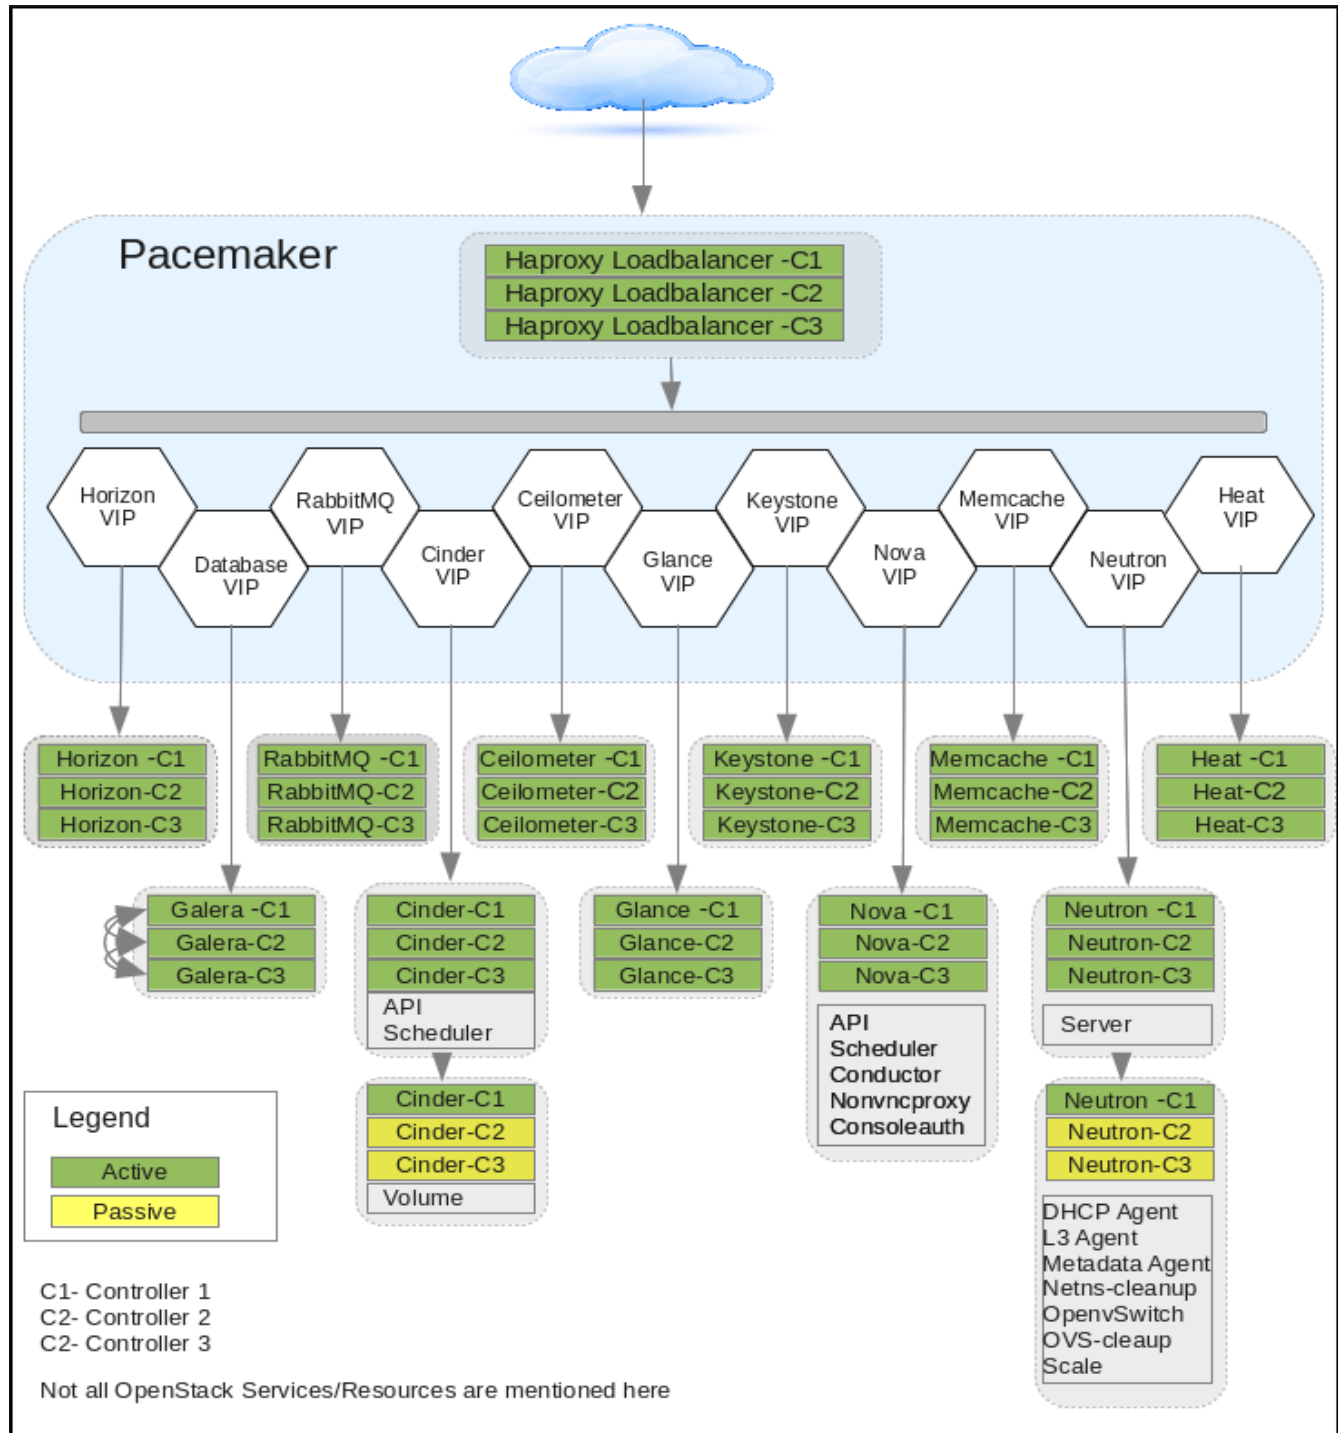 Pacemaker
Haproxy Loadbalancer -C1
Haproxy Loadbalancer -C2
Haproxy Loadbalancer -C3
Horizon
VIP
Database
VIP
RabbitMQ
VIP
Cinder
VIP
Ceilometer
VIP
Glance
VIP
Keystone
VIP
Nova
VIP
Memcache
VIP
Neutron
VIP
Heat
VIP
Horizon -C1
Horizon-C2
Horizon-C3
RabbitMQ -C1
RabbitMQ-C2
RabbitMQ-C3
Ceilometer -C1
Ceilometer-C2
Ceilometer-C3
Keystone -C1
Keystone-C2
Keystone-C3
Memcache -C1
Memcache-C2
Memcache-C3
Heat -C1
Heat-C2
Heat-C3
Galera -C1
Galera-C2
Galera-C3
Cinder-C1
Cinder-C2
Cinder-C3
API
Scheduler
Cinder-C1
Cinder-C2
Cinder-C3
Volume
Glance -C1
Glance-C2
Glance-C3
Nova -C1
Nova-C2
Nova-C3
API
Scheduler
Conductor
Nonvncproxy
Consoleauth
Neutron -C1
Neutron-C2
Neutron-C3
Server
Neutron -C1
Neutron-C2
Neutron-C3
DHCP Agent
L3 Agent
Metadata Agent
Netns-cleanup
OpenvSwitch
OVS-cleaup
Scale
Legend
Active
Passive
C1- Controller 1
C2- Controller 2
C2- Controller 3
Not all OpenStack Services/Resources are mentioned here